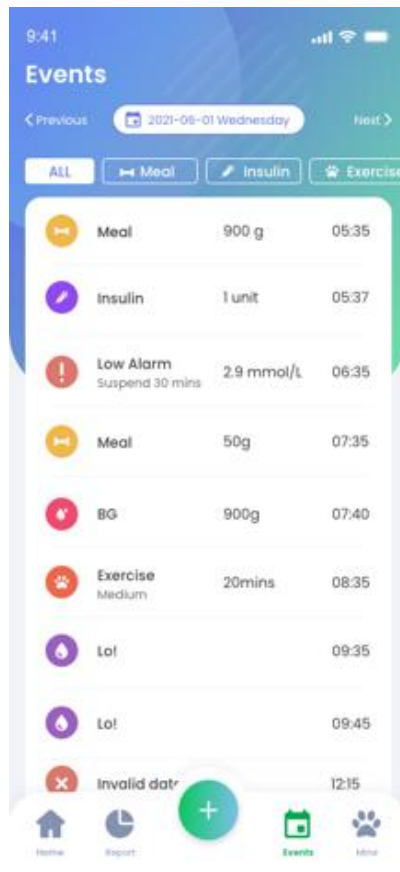 9:41
Events
Previous 2021-06-01 Wednesday Next
ALL Meal Insulin Exercise
Meal 900 g 05:35
Insulin 1 unit 05:37
Low Alarm
Suspend 30 mins 2.9 mmol/L 06:35
Meal 50g 07:35
BG 900g 07:40
Exercise
Medium 20mins 08:35
Lo! 09:35
Lo! 09:45
Invalid data 12:15
+
Home Report Events Mine